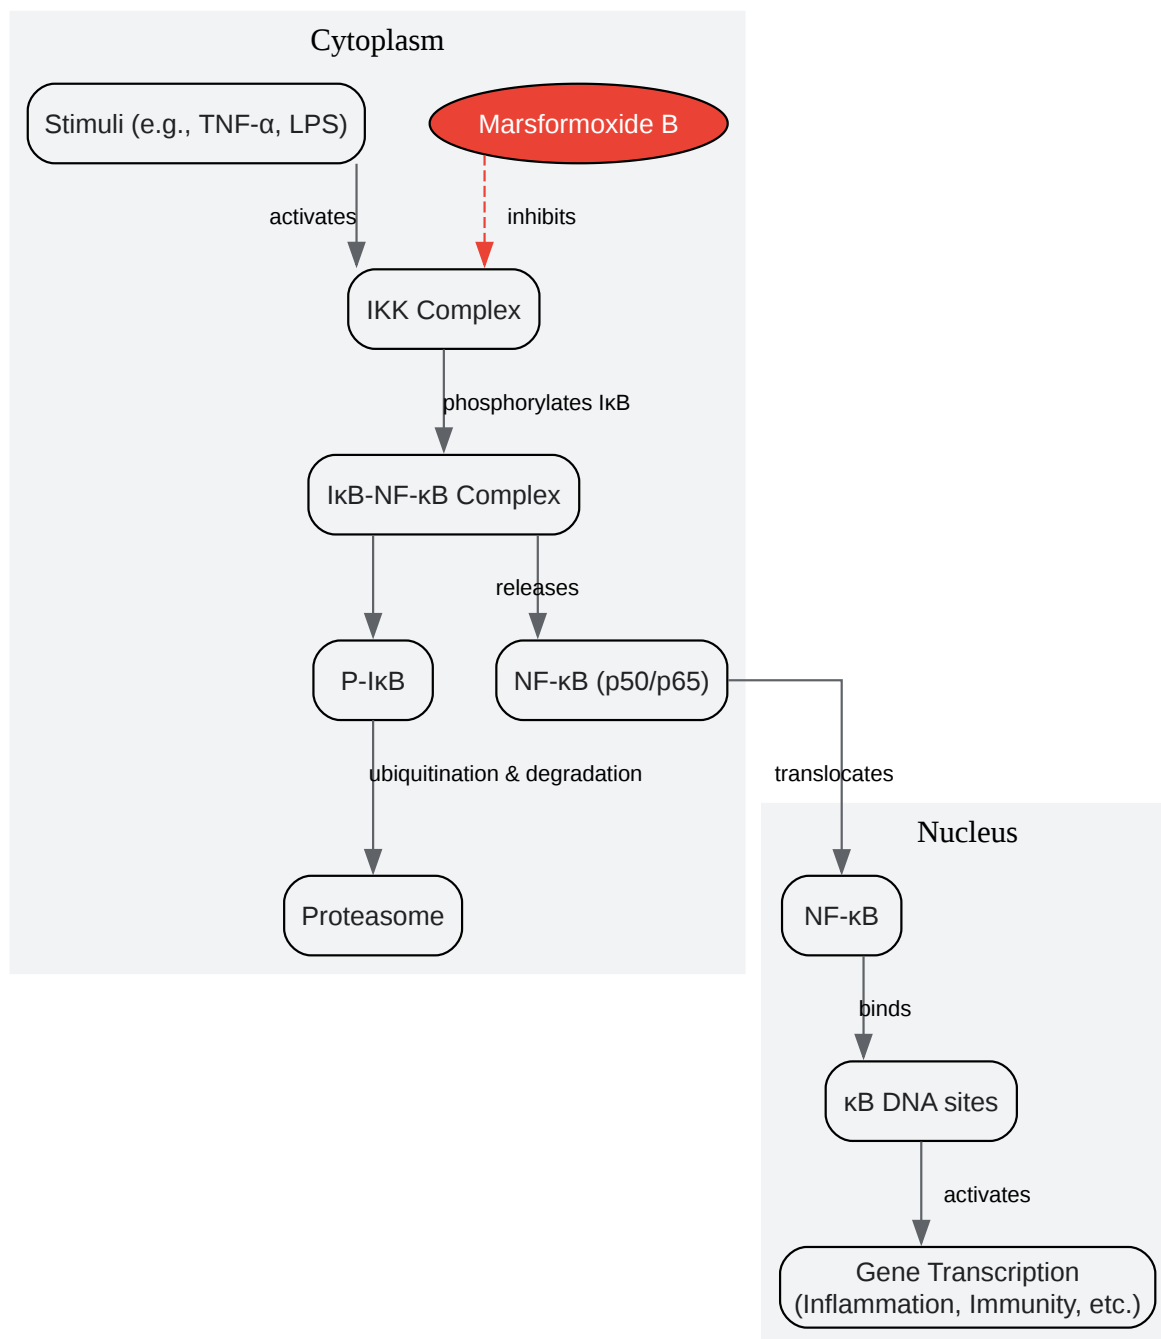 Cytoplasm
Stimuli (e.g., TNF-α, LPS)
Marsformoxide B
activates
inhibits
IKK Complex
phosphorylates IκB
IκB-NF-κB Complex
releases
P-IκB
NF-κB (p50/p65)
ubiquitination & degradation
translocates
Nucleus
Proteasome
NF-κB
binds
κB DNA sites
activates
Gene Transcription
(Inflammation, Immunity, etc.)